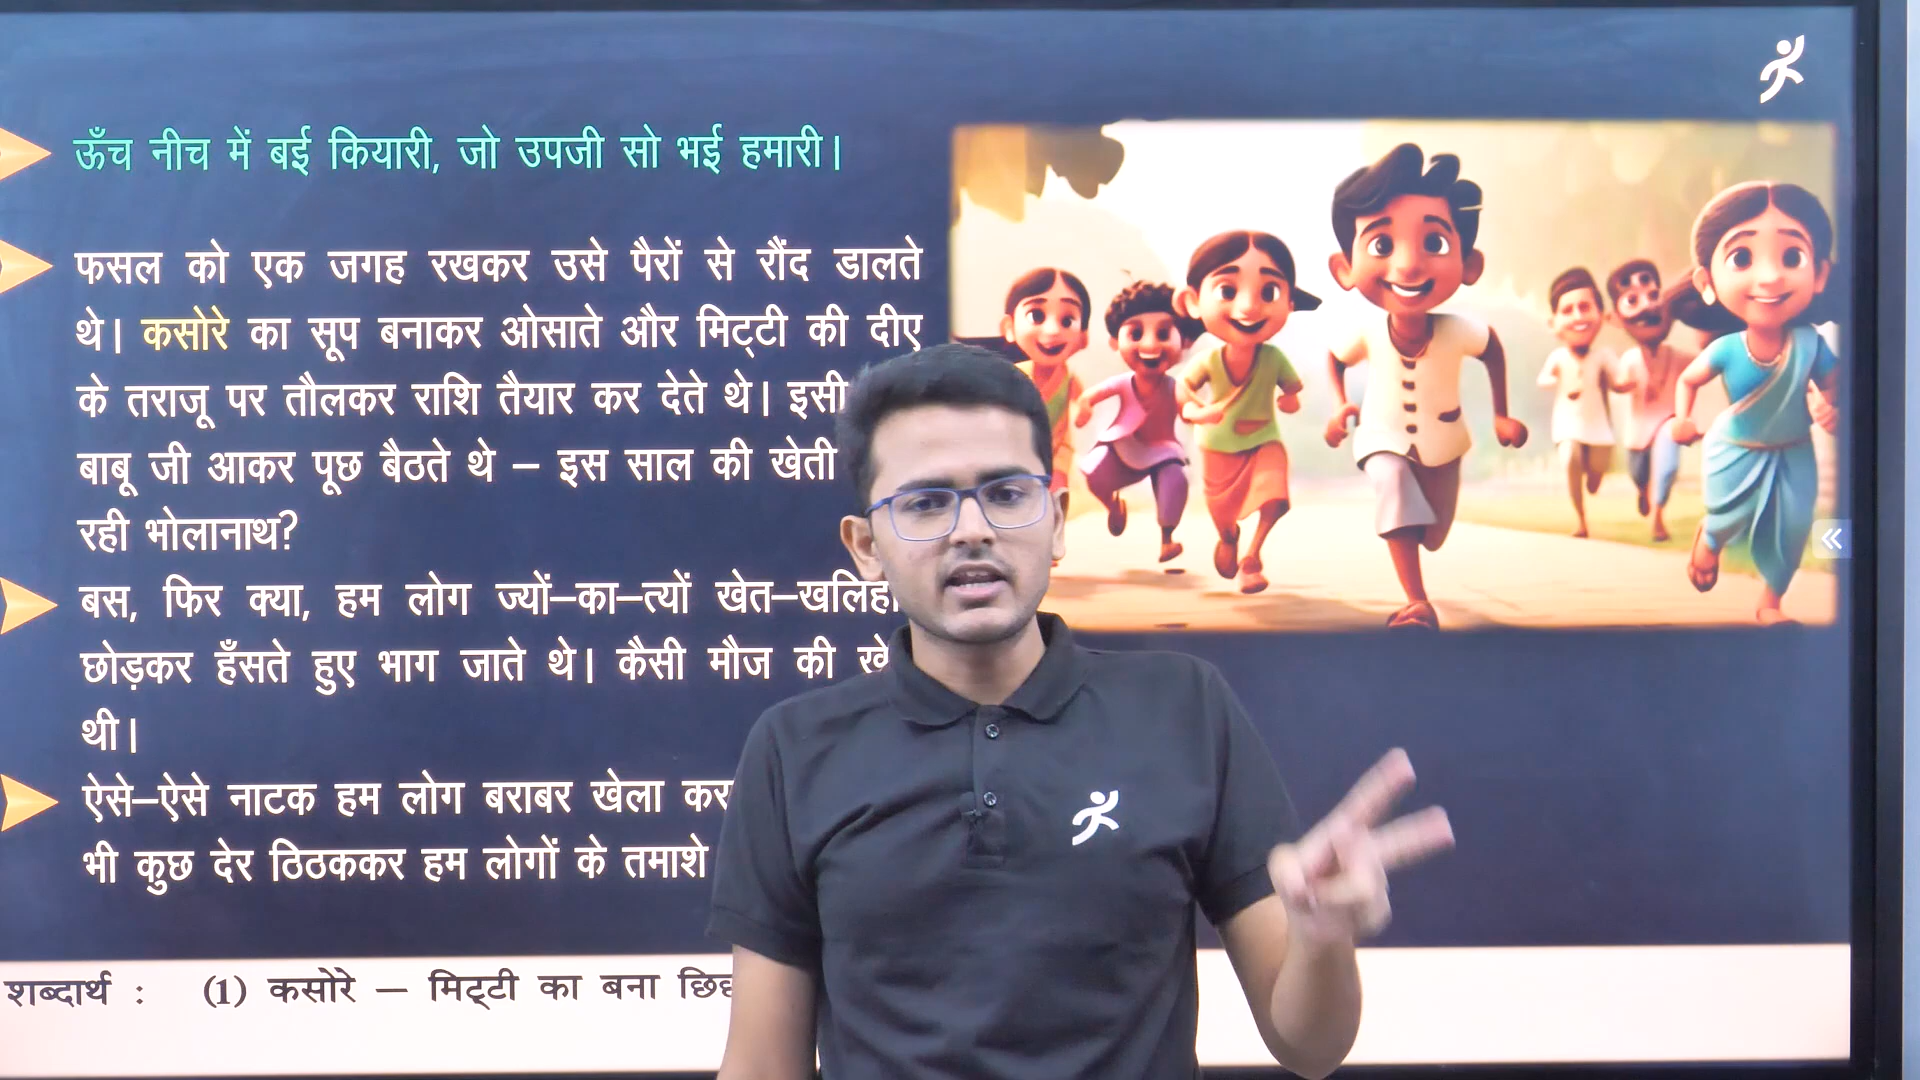 ऊँच नीच में बई कियारी, जो उपजी सो भई हमारी।
फसल को एक जगह रखकर उसे पैरों से रौंद डालते
थे। कसोरे का सूप बनाकर ओसाते और मिट्टी की दीए
के तराजू पर तौलकर राशि तैयार कर देते थे। इसी
बाबू जी आकर पूछ बैठते थे – इस साल की खेती
रही भोलानाथ?
बस, फिर क्या, हम लोग ज्यों–का–त्यों
छोड़कर हँसते हुए भाग जाते थे। कैसी मौज की
थी।
ऐसे–ऐसे नाटक हम लोग बराबर खेला
भी कुछ देर ठिठककर हम लोगों के तमाशे
शब्दार्थ : (1) कसोरे – मिट्टी का बना